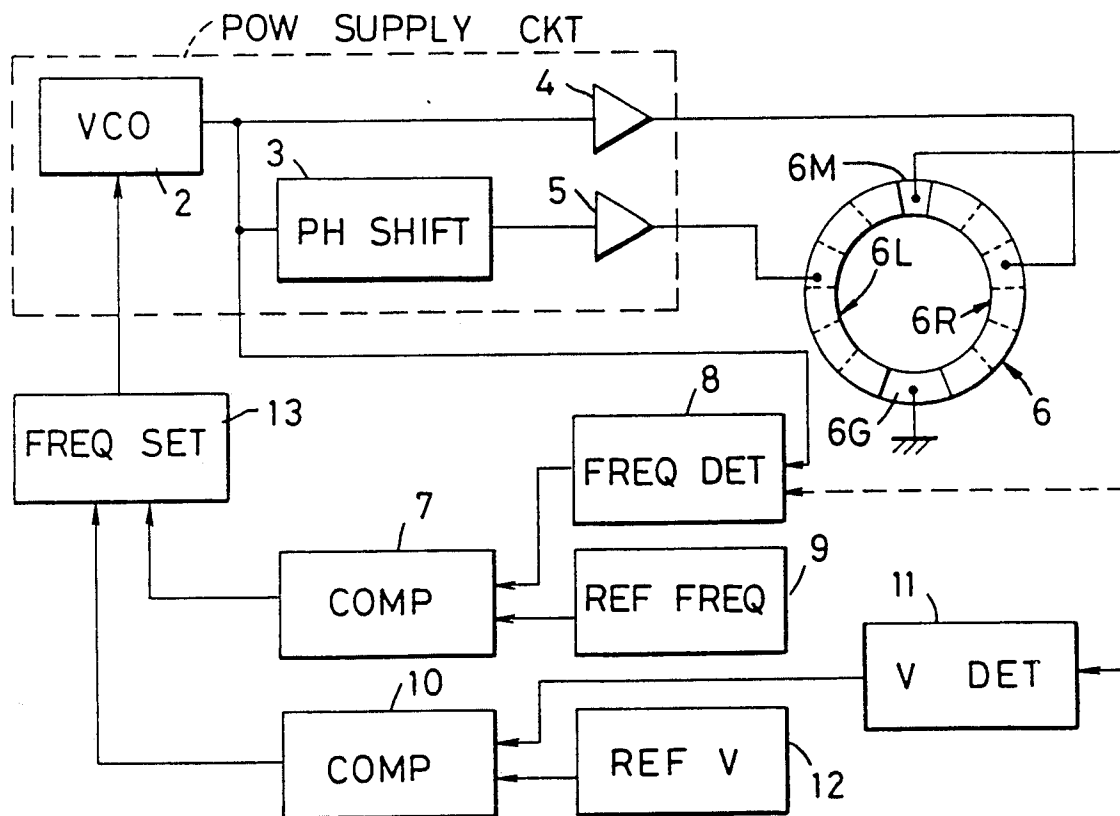 POW SUPPLY CKT
4
VCO
3
6M
2
5
PH SHIFT
6L
6R
8
6
13
6G
FREQ SET
FREQ DET
7
9
COMP
REF FREQ
11
10
V DET
COMP
REF V
12